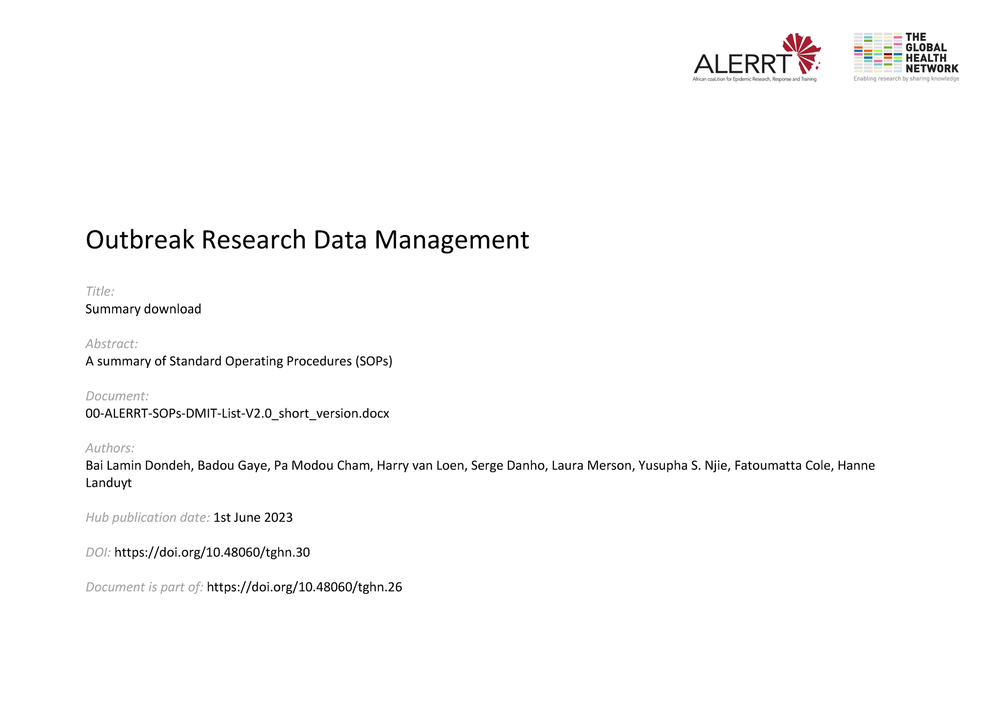 ALERRT
African coaLition for Epidemic Research, Response and Training
THE
GLOBAL
HEALTH
NETWORK
Enabling research by sharing knowledge
Outbreak Research Data Management
Title:
Summary download
Abstract:
A summary of Standard Operating Procedures (SOPs)
Document:
00-ALERRT-SOPs-DMIT-List-V2.0_short_version.docx
Authors:
Bai Lamin Dondeh, Badou Gaye, Pa Modou Cham, Harry van Loen, Serge Danho, Laura Merson, Yusupha S. Njie, Fatoumatta Cole, Hanne
Landuyt
Hub publication date: 1st June 2023
DOI: https://doi.org/10.48060/tghn.30
Document is part of: https://doi.org/10.48060/tghn.26